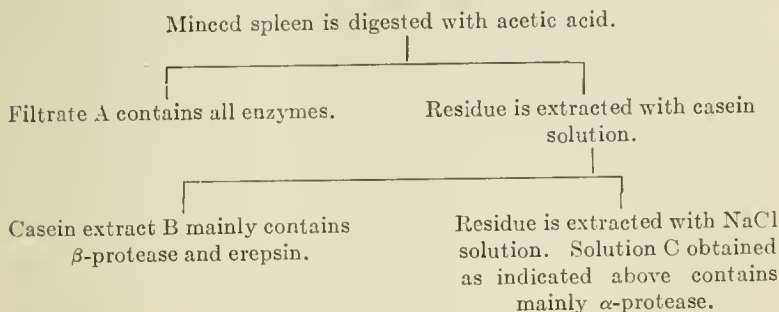 Minced spleen is digested with acetic acid.
Filtrate A contains all enzymes.
Residue is extracted with casein
solution.
Casein extract B mainly contains
β-protease and erepsin.
Residue is extracted with NaCl
solution. Solution C obtained
as indicated above contains
mainly α-protease.